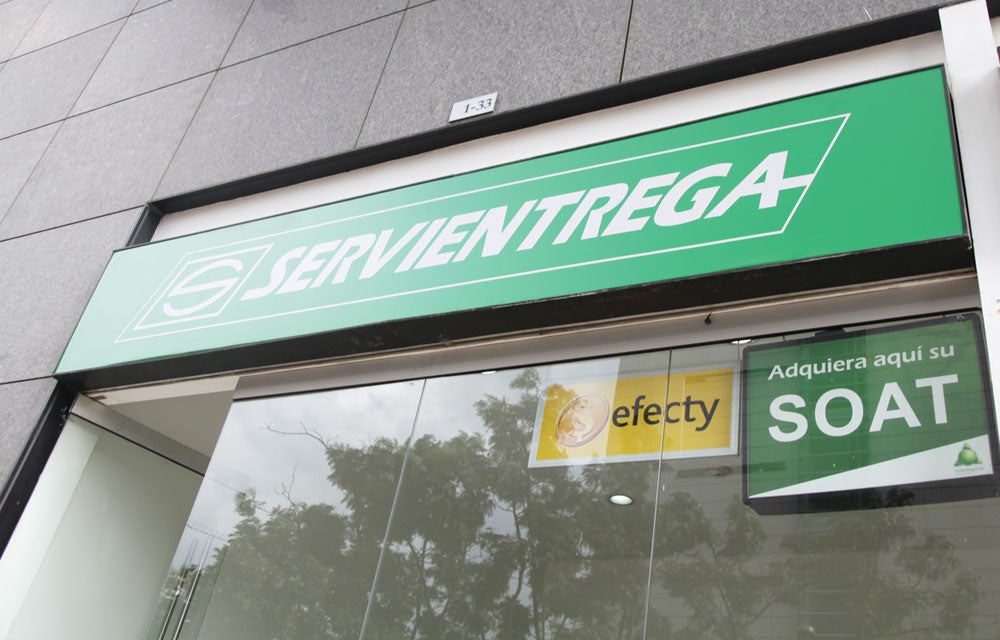 1-33
SERVIENTREGA
efecty
Adquiera aquí su
SOAT